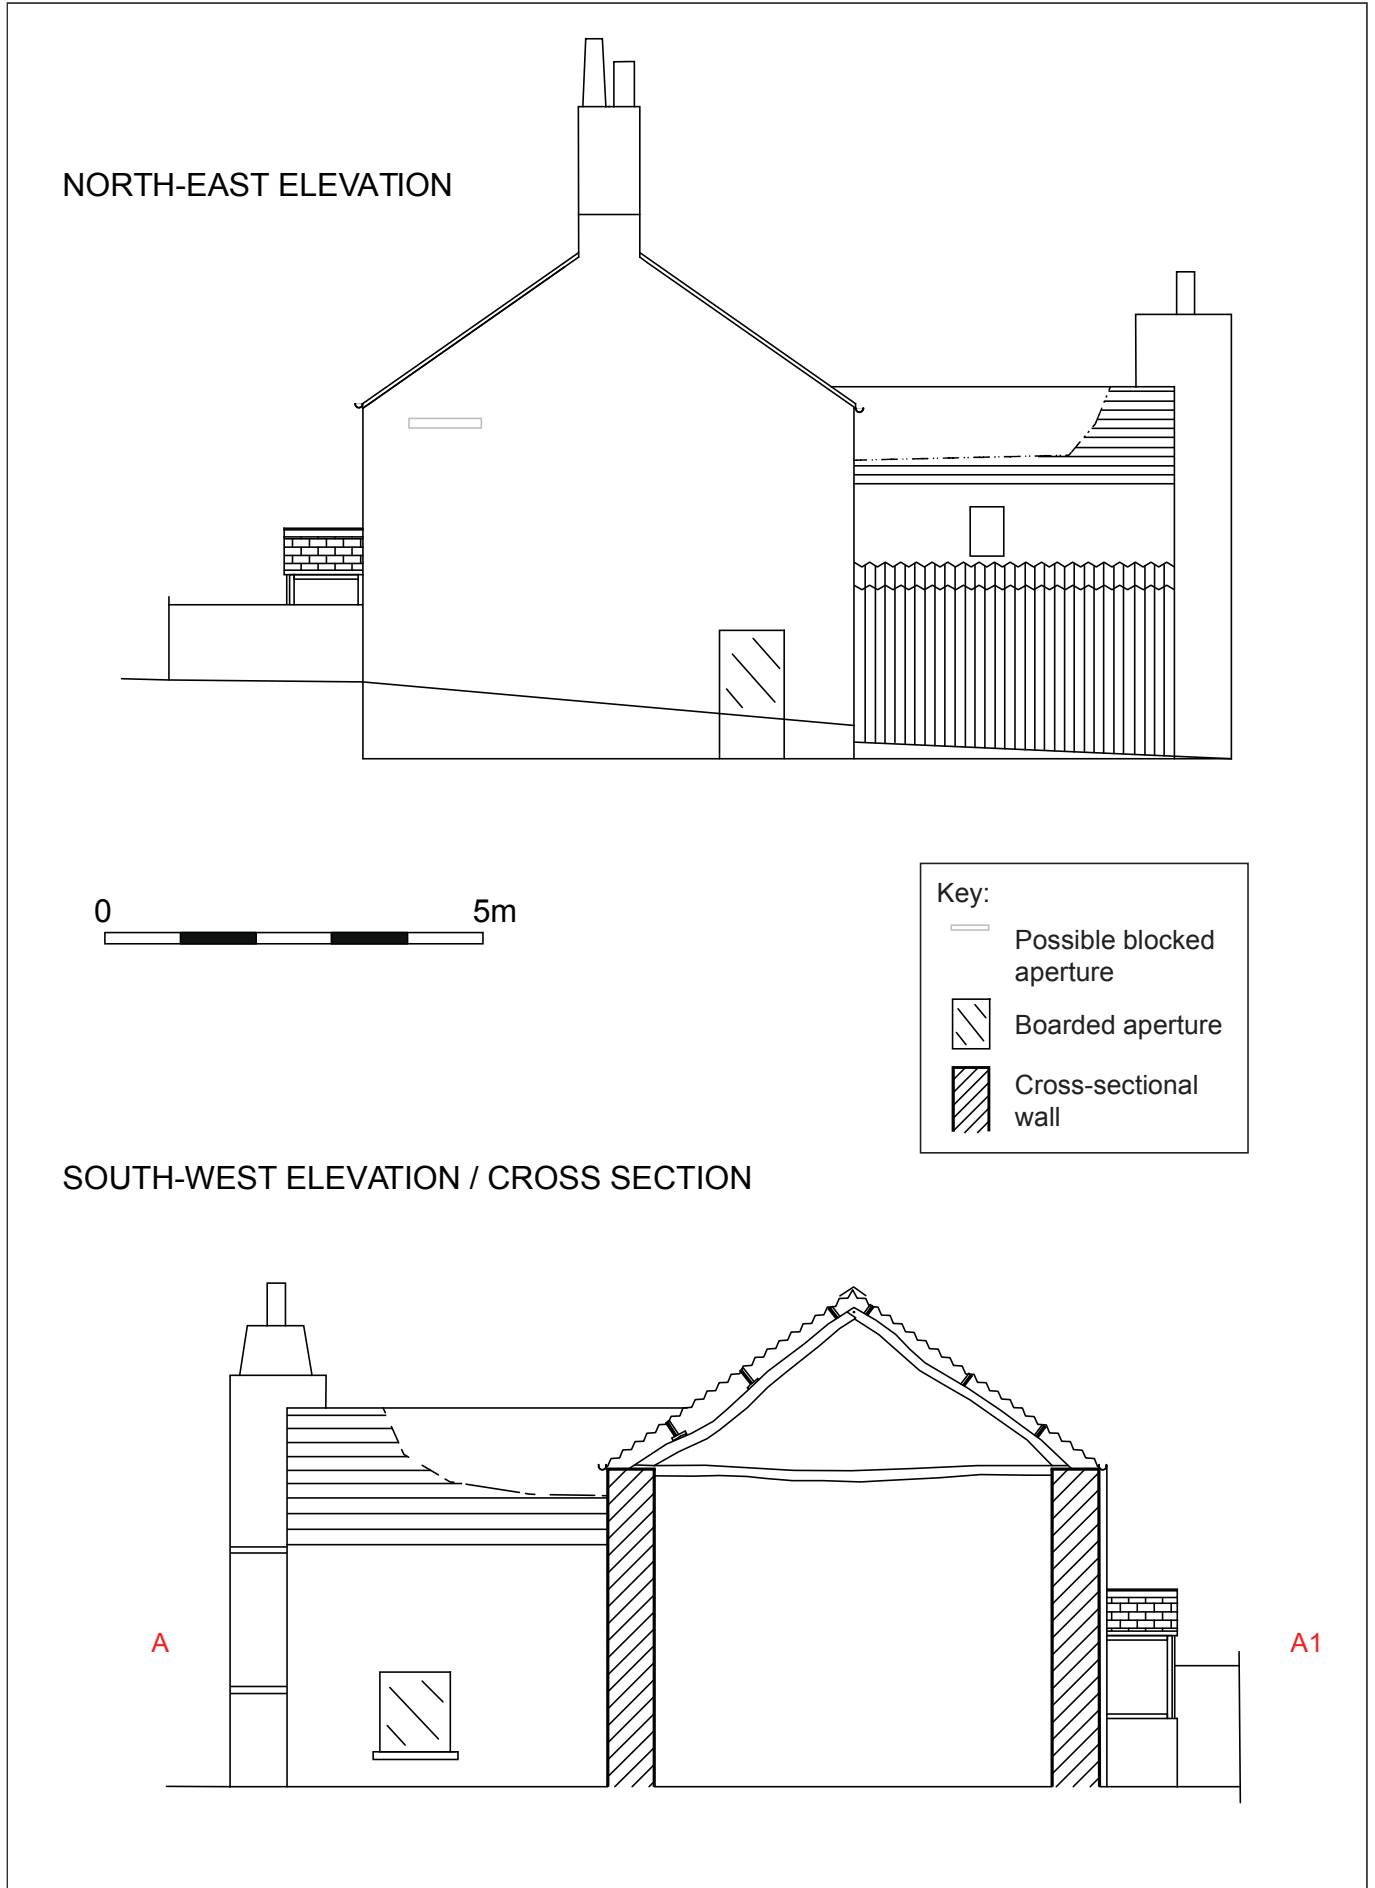 NORTH-EAST ELEVATION
0 5m
Key:
Possible blocked
aperture
Boarded aperture
Cross-sectional
wall
SOUTH-WEST ELEVATION / CROSS SECTION
A A1